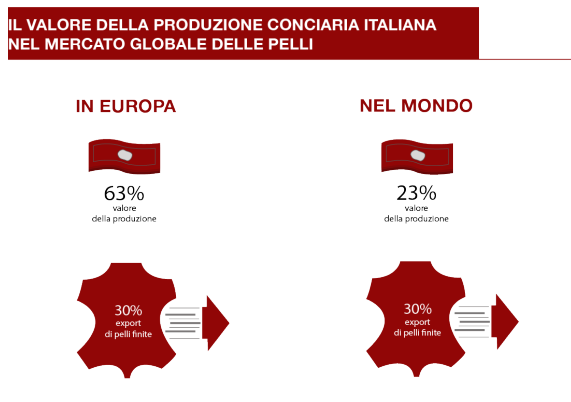 IL VALORE DELLA PRODUZIONE CONCIARIA ITALIANA
NEL MERCATO GLOBALE DELLE PELLI
IN EUROPA
63%
valore
della produzione
30%
export
di pelli finite
NEL MONDO
23%
valore
della produzione
30%
export
di pelli finite